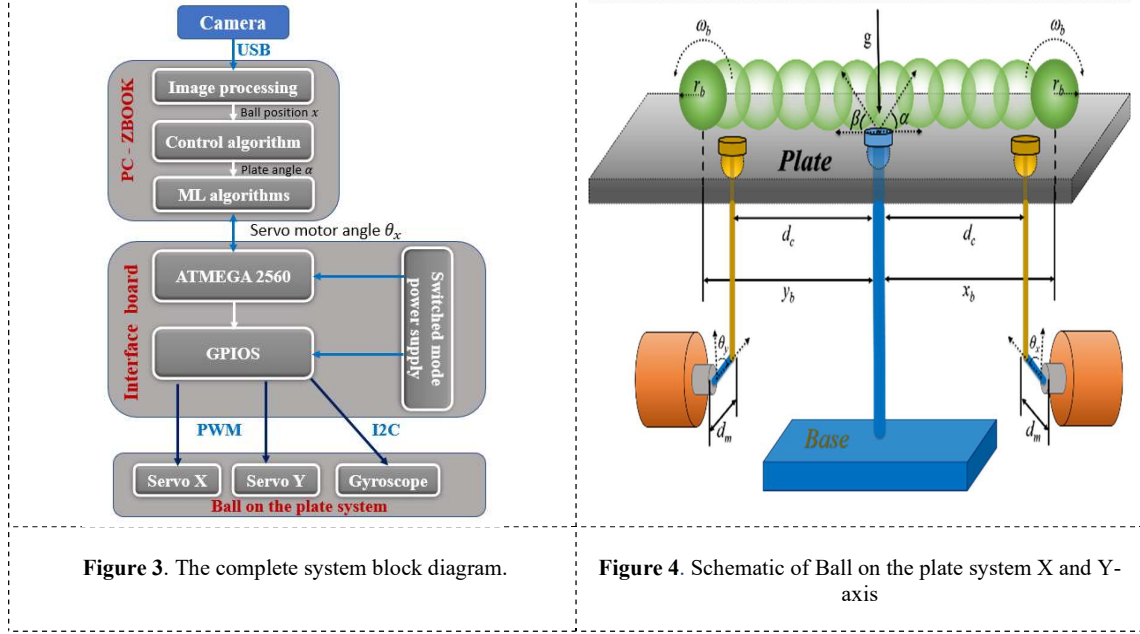 Camera
USB
PC - ZBOOK
Image processing
Ball position x
Control algorithm
Plate angle α
ML algorithms
Servo motor angle θx
Interface board
ATMEGA 2560
GPIOS
Switched mode
power supply
PWM
I2C
Servo X
Servo Y
Gyroscope
Ball on the plate system
Figure 3. The complete system block diagram.
ωb
g
ωb
rb
rb
β
α
Plate
dc
dc
yb
xb
θy
θx
dm
dm
Base
Figure 4. Schematic of Ball on the plate system X and Y-
axis